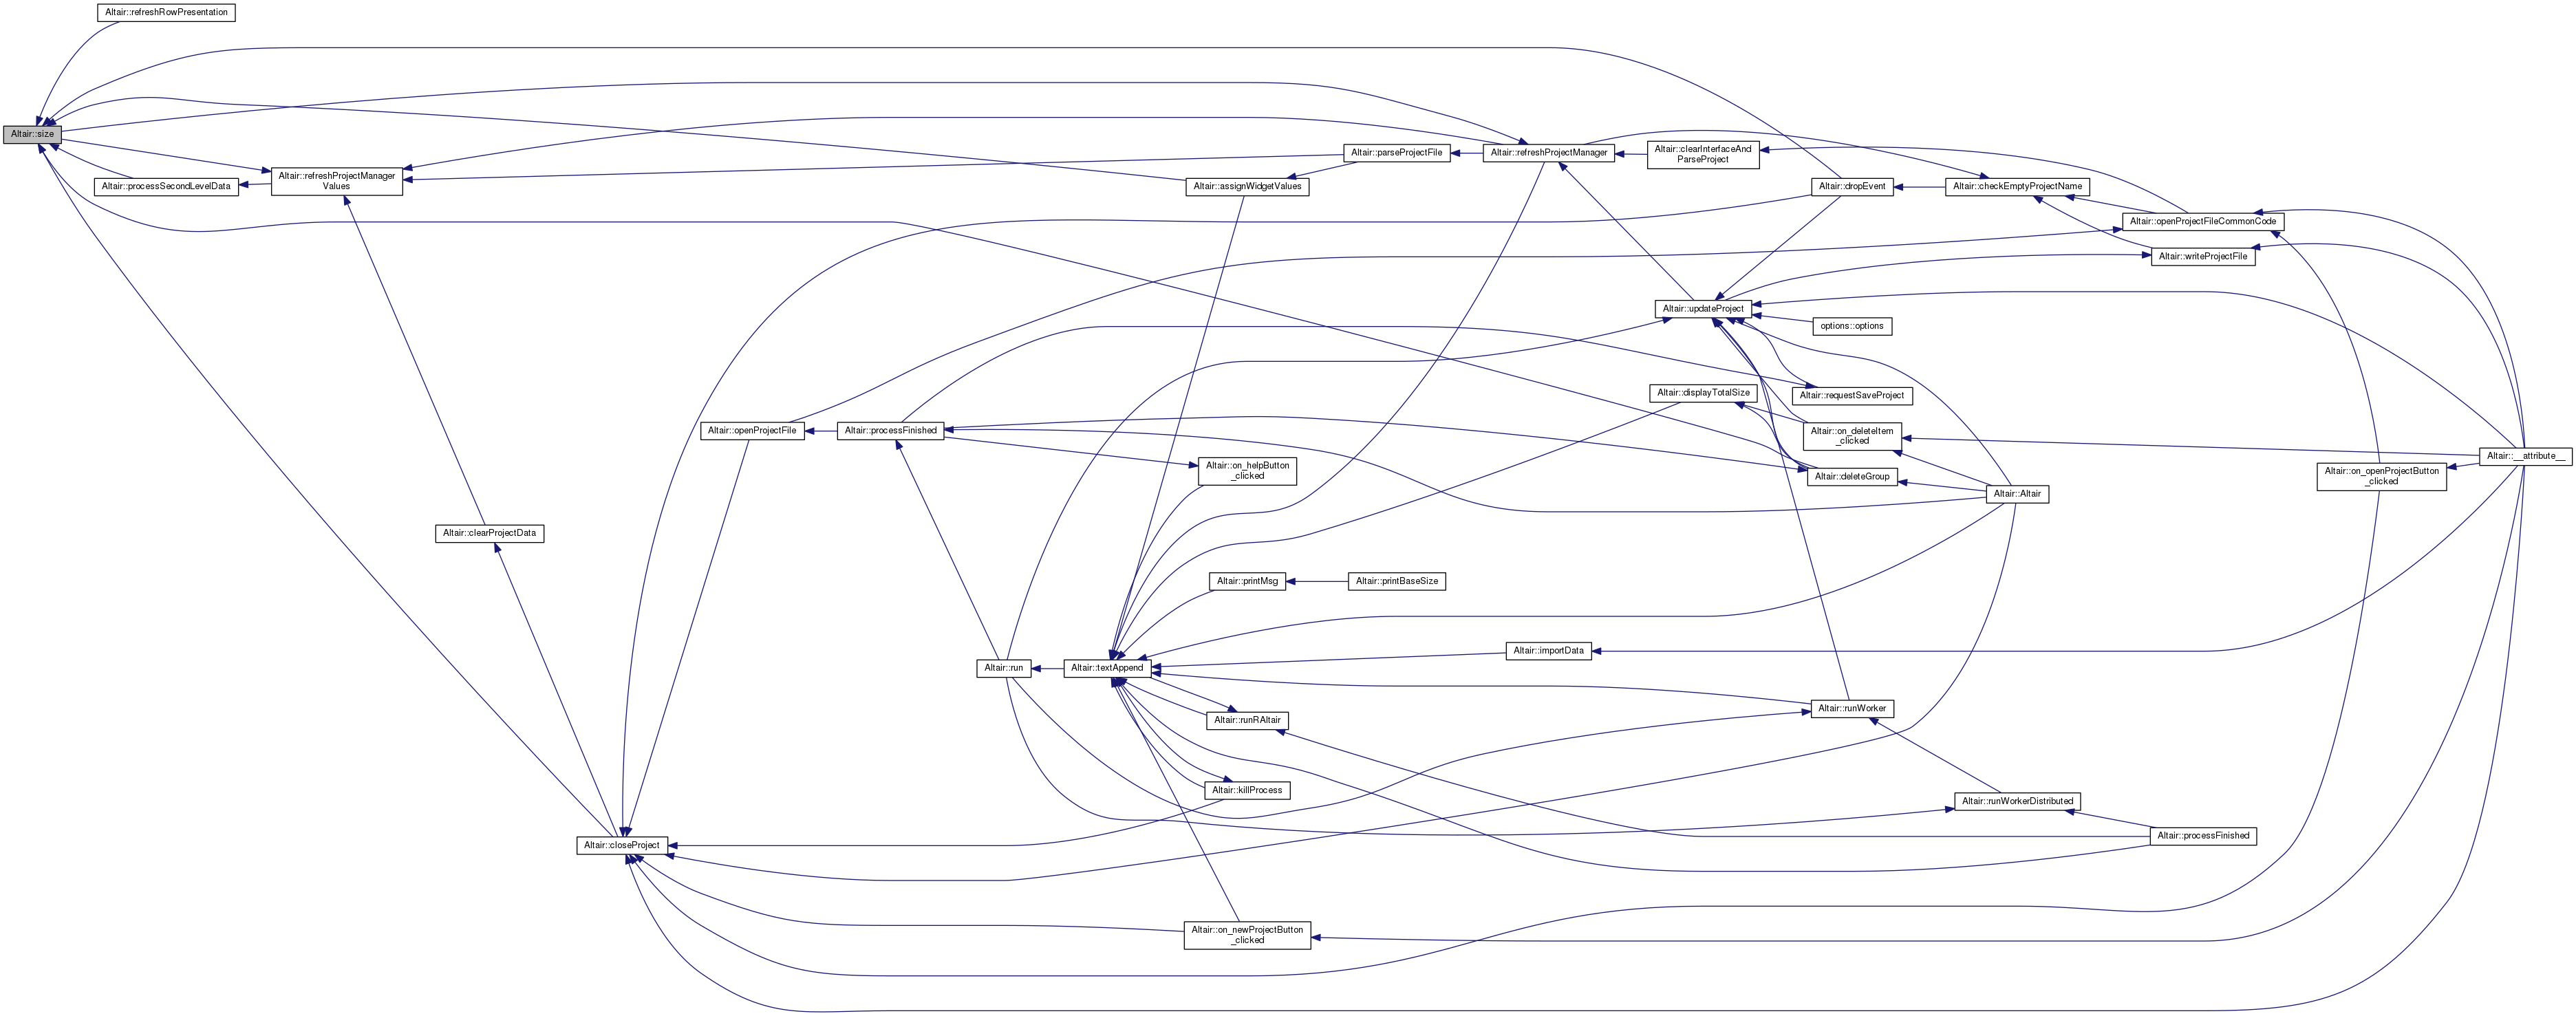 Altair::refreshRowPresentation
Altair::size
Altair::processSecondLevelData
Altair::refreshProjectManager
Values
Altair::clearProjectData
Altair::closeProject
Altair::openProjectFile
Altair::processFinished
Altair::run
Altair::textAppend
Altair::assignWidgetValues
Altair::on_helpButton
_clicked
Altair::printMsg
Altair::runRAltair
Altair::killProcess
Altair::on_newProjectButton
_clicked
Altair::parseProjectFile
Altair::printBaseSize
Altair::refreshProjectManager
Altair::importData
Altair::clearInterfaceAnd
ParseProject
Altair::updateProject
Altair::displayTotalSize
Altair::dropEvent
options::options
Altair::requestSaveProject
Altair::on_deleteItem
_clicked
Altair::deleteGroup
Altair::runWorker
Altair::checkEmptyProjectName
Altair::Altair
Altair::runWorkerDistributed
Altair::openProjectFileCommonCode
Altair::writeProjectFile
Altair::processFinished
Altair::on_openProjectButton
_clicked
Altair::__attribute__